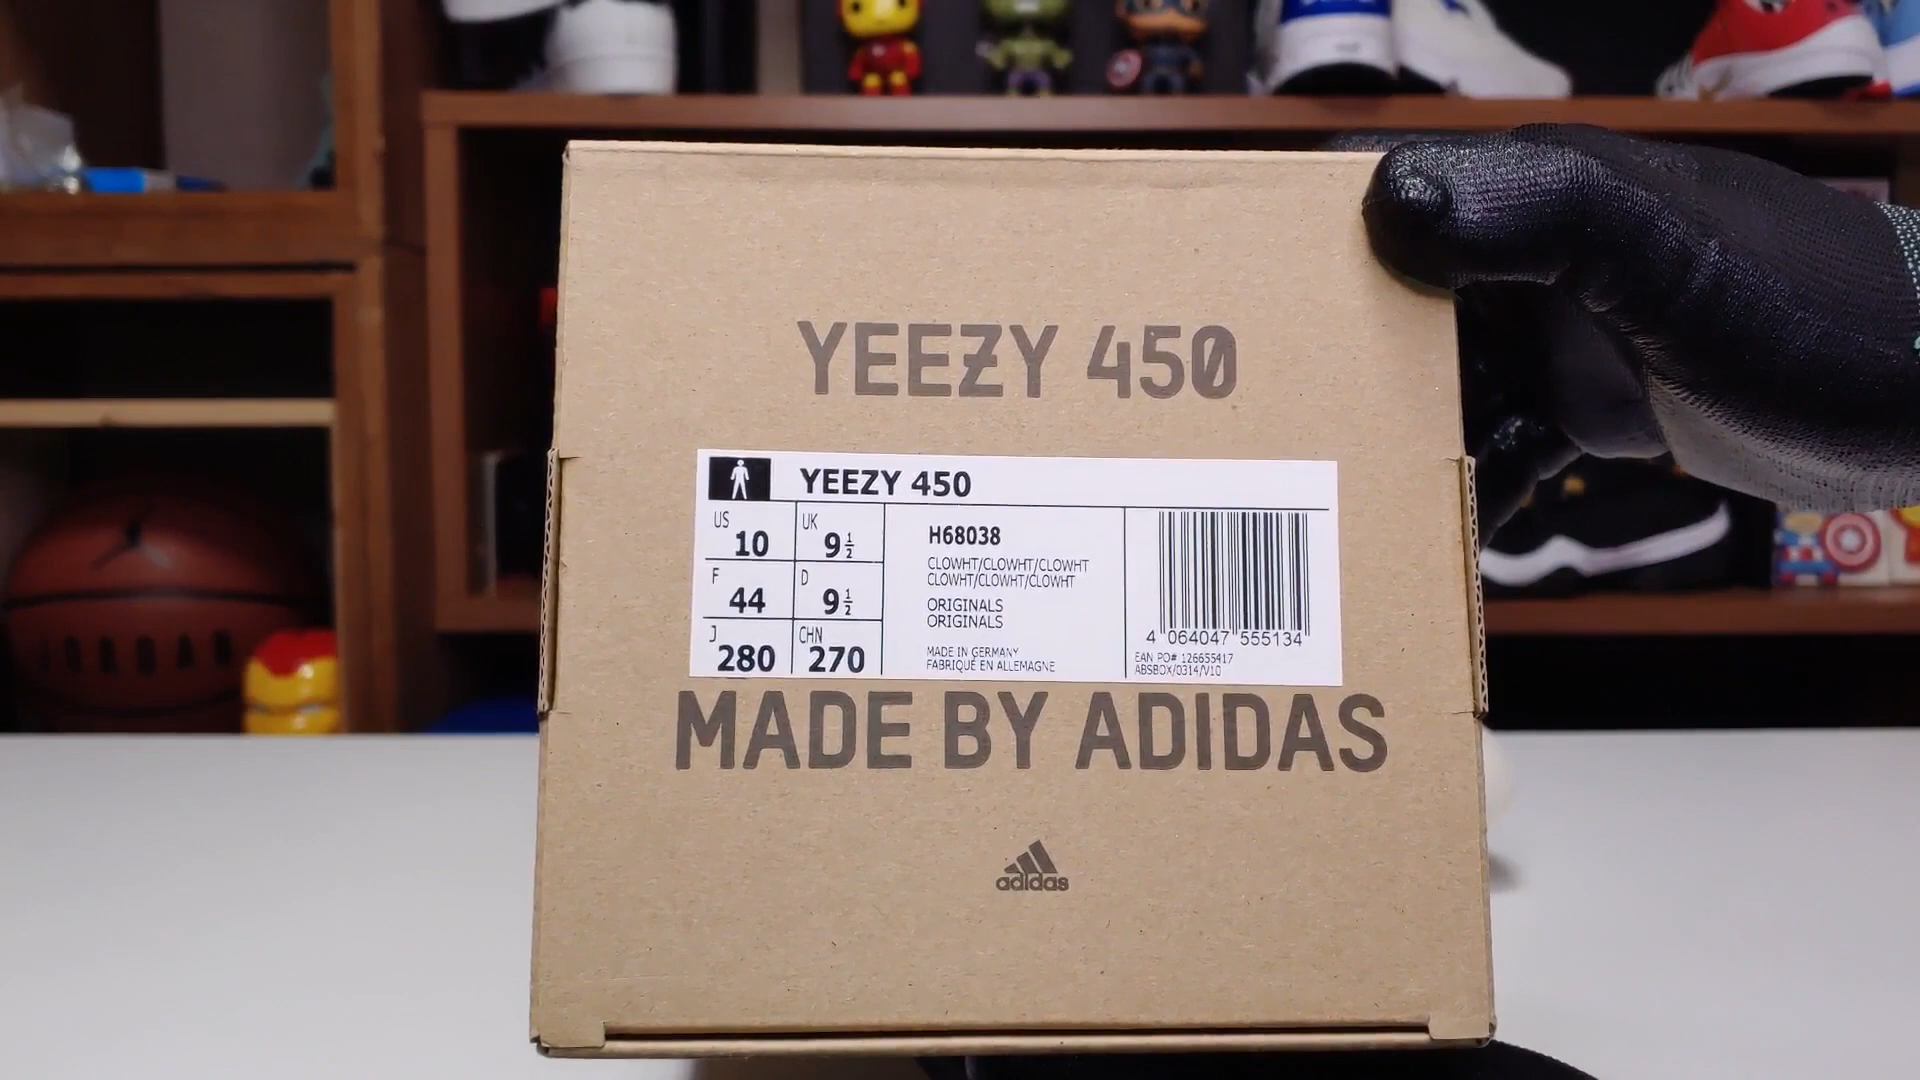 YEEZY 450
YEEZY 450
US 10 UK 9 1/2
F 44 D 9 1/2
J 280 CHN 270
H68038
CLOWHT/CLOWHT/CLOWHT
CLOWHT/CLOWHT/CLOWHT
ORIGINALS
ORIGINALS
MADE IN GERMANY
FABRIQUÉ EN ALLEMAGNE
4 064047 555134
EAN PO# 126655417
ABSBOX/0314/V10
MADE BY ADIDAS
adidas
JORDAN